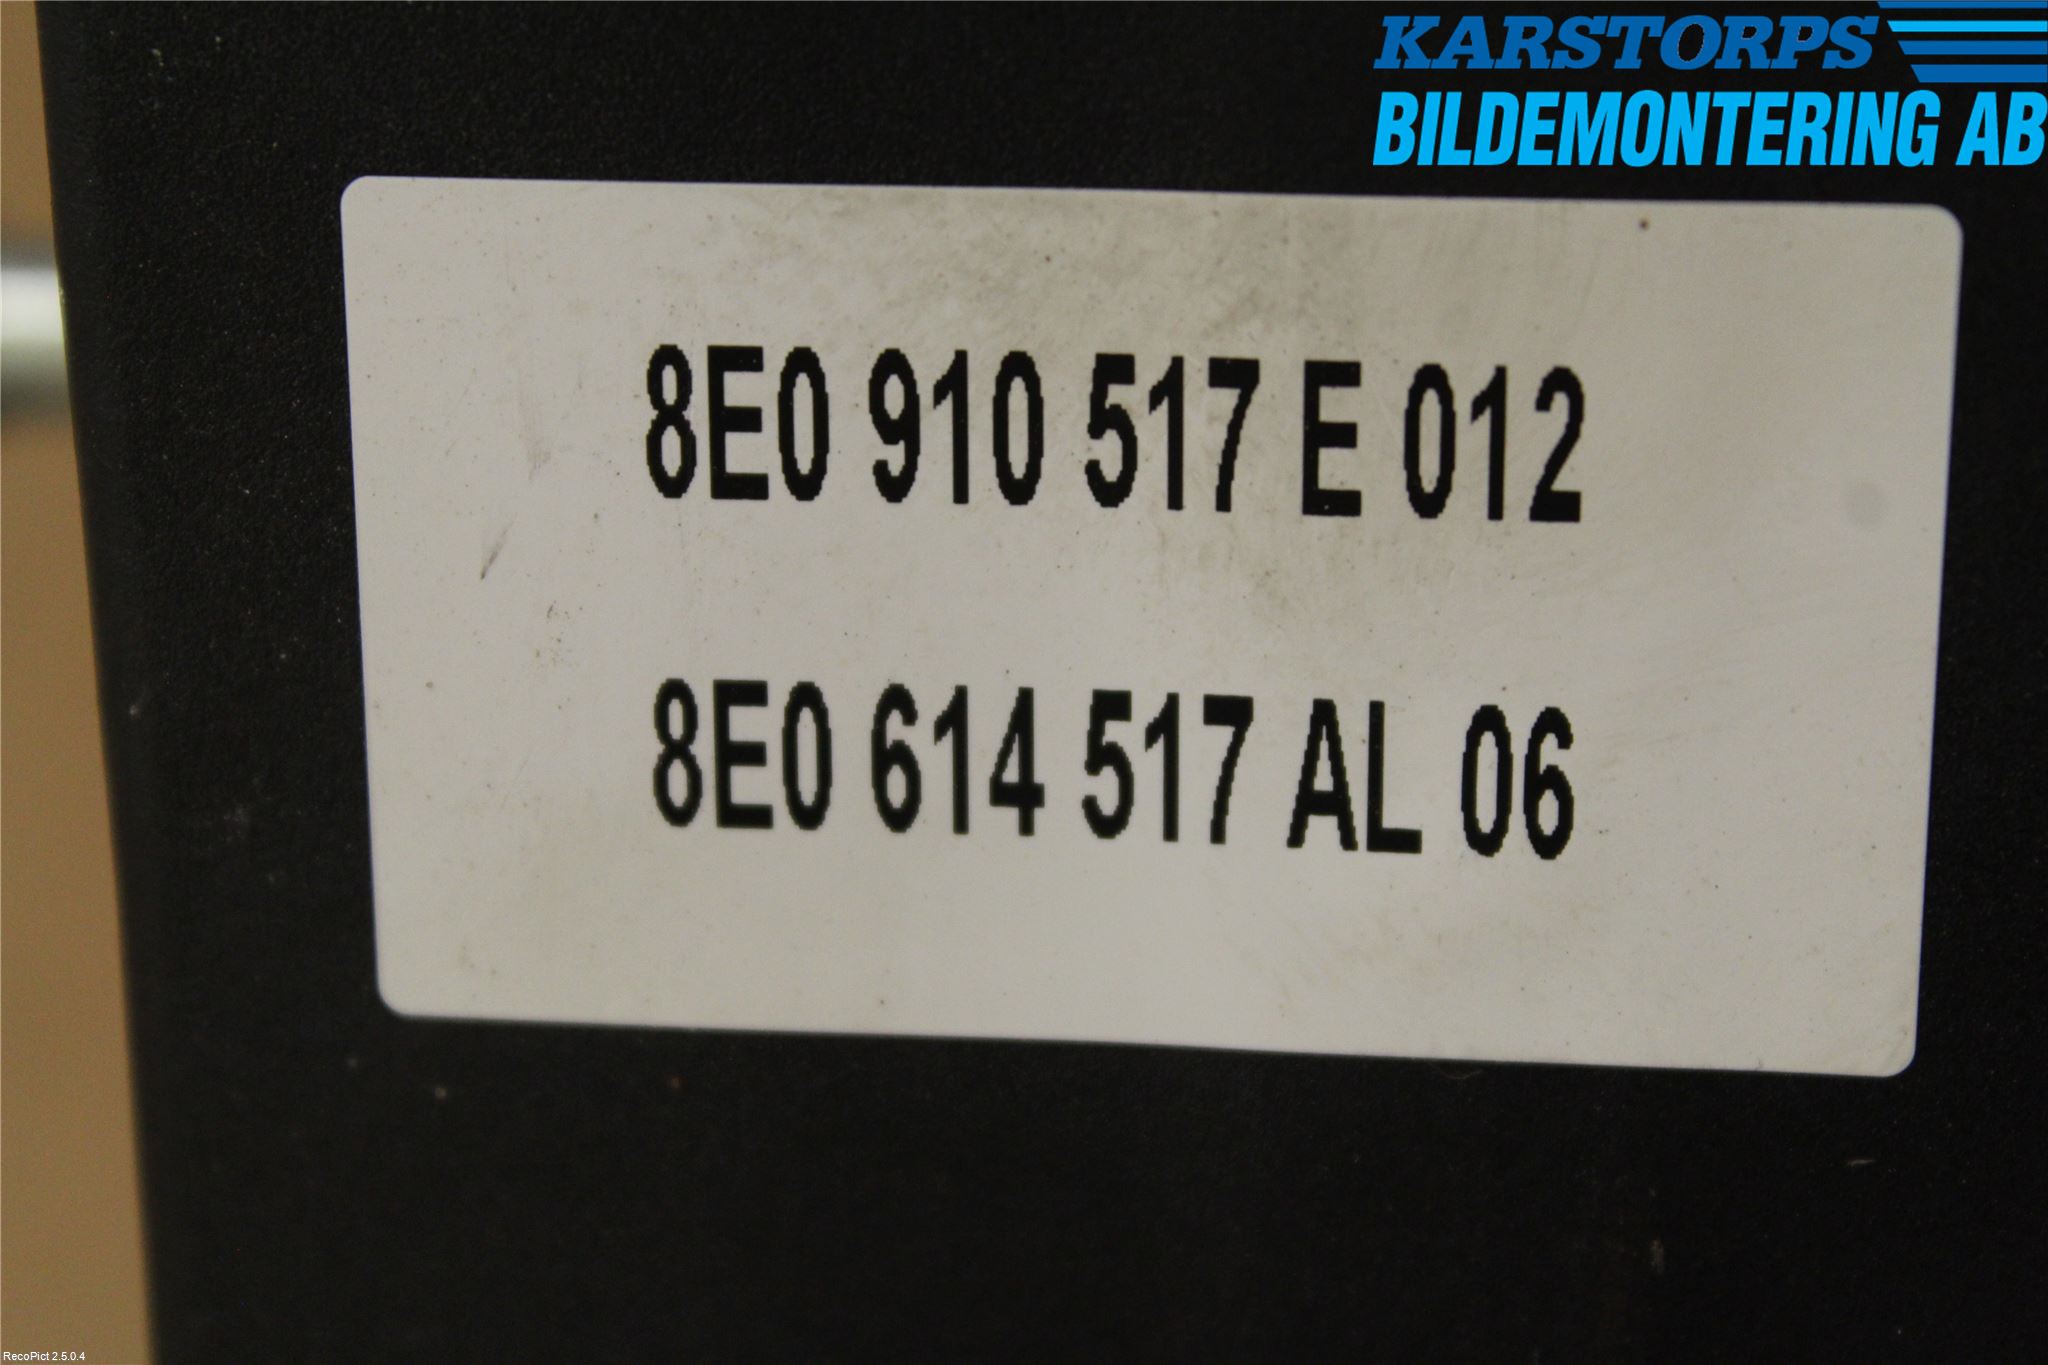 KARSTORPS
BILDEMONTERING AB
8E0 910 517 E 012
8E0 614 517 AL 06
RecoPict 2.5.0.4